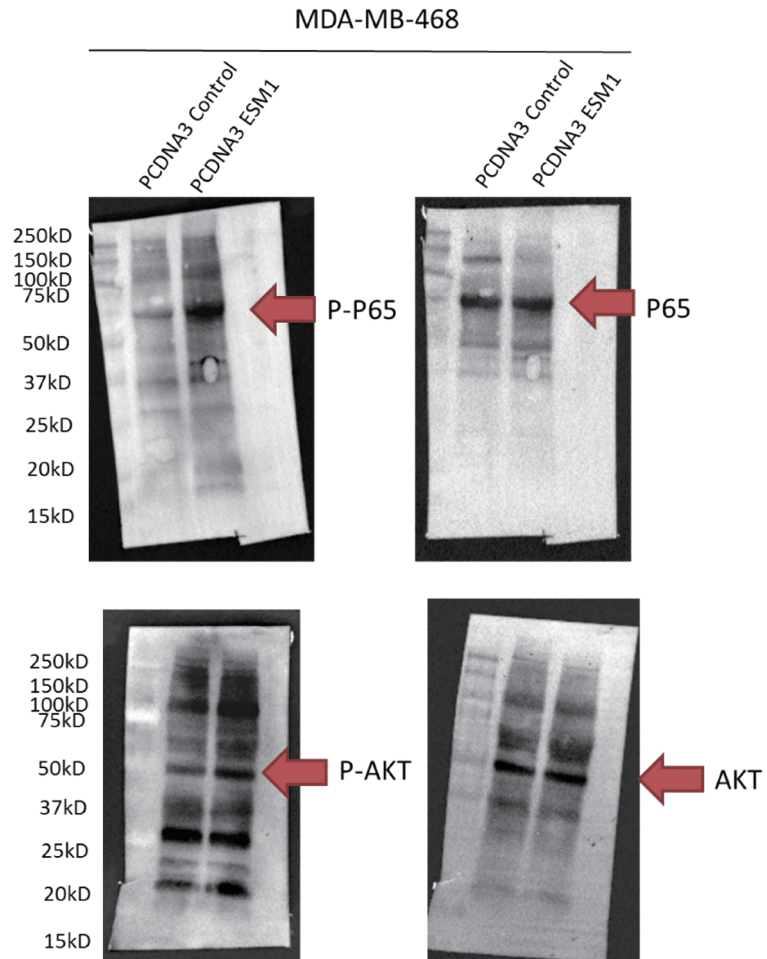 MDA-MB-468
PCDNA3 Control
PCDNA3 ESM1
PCDNA3 Control
PCDNA3 ESM1
250kD
150kD
100kD
75kD
50kD
37kD
25kD
20kD
15kD
P-P65
P65
250kD
150kD
100kD
75kD
50kD
37kD
25kD
20kD
15kD
P-AKT
AKT